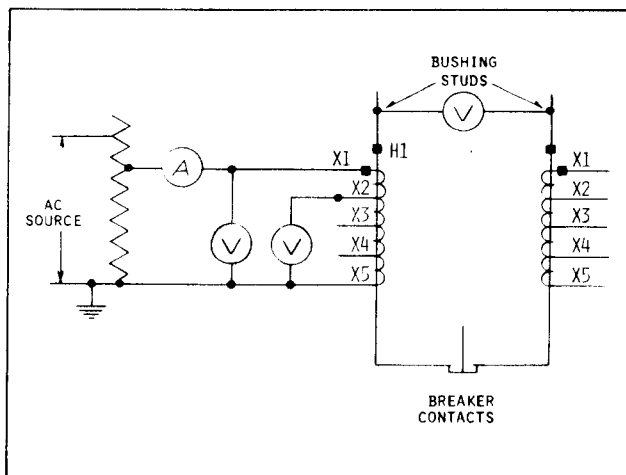 BUSHING
STUDS
V
H1
X1
X1
A
X2
X2
AC
SOURCE
X3
X3
V
V
X4
X4
X5
X5
BREAKER
CONTACTS